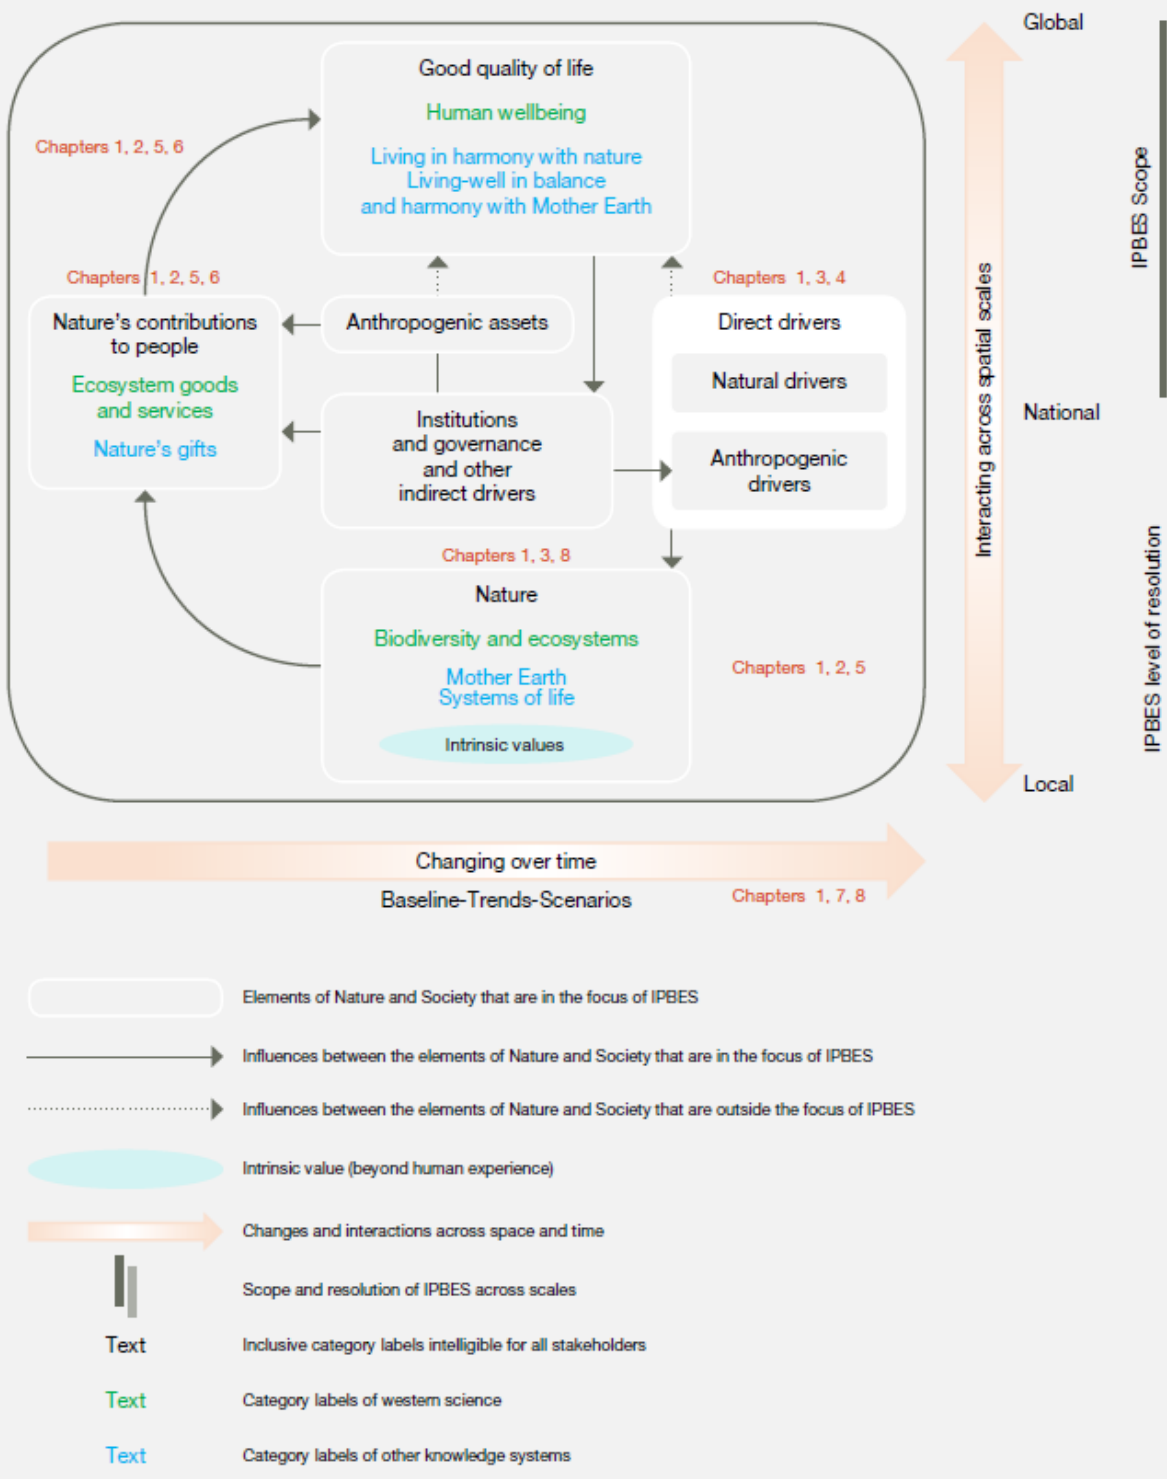 Global
Good quality of life
Human wellbeing
Chapters 1, 2, 5, 6
Living in harmony with nature
Living-well in balance
and harmony with Mother Earth
IPBES Scope
Chapters 1, 2, 5, 6
Chapters 1, 3, 4
Nature's contributions
to people
Ecosystem goods
and services
Nature's gifts
Anthropogenic assets
Institutions
and governance
and other
indirect drivers
Direct drivers
Natural drivers
Anthropogenic
drivers
Interacting across spatial scales
National
Chapters 1, 3, 8
Nature
Biodiversity and ecosystems
Mother Earth
Systems of life
Intrinsic values
Chapters 1, 2, 5
IPBES level of resolution
Local
Changing over time
Baseline-Trends-Scenarios
Chapters 1, 7, 8
Elements of Nature and Society that are in the focus of IPBES
Influences between the elements of Nature and Society that are in the focus of IPBES
Influences between the elements of Nature and Society that are outside the focus of IPBES
Intrinsic value (beyond human experience)
Changes and interactions across space and time
Scope and resolution of IPBES across scales
Text Inclusive category labels intelligible for all stakeholders
Text Category labels of western science
Text Category labels of other knowledge systems